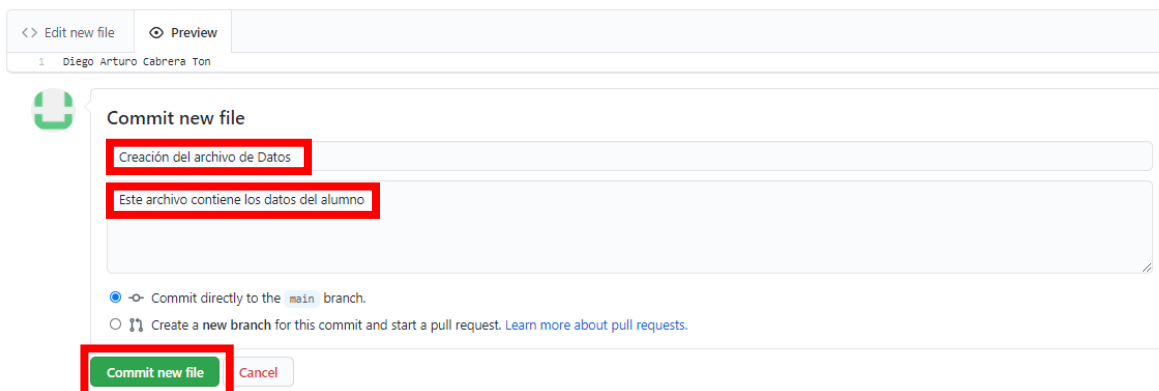 <> Edit new file Preview
1 Diego Arturo Cabrera Ton
Commit new file
Creación del archivo de Datos
Este archivo contiene los datos del alumno
Commit directly to the main branch.
Create a new branch for this commit and start a pull request. Learn more about pull requests.
Commit new file Cancel